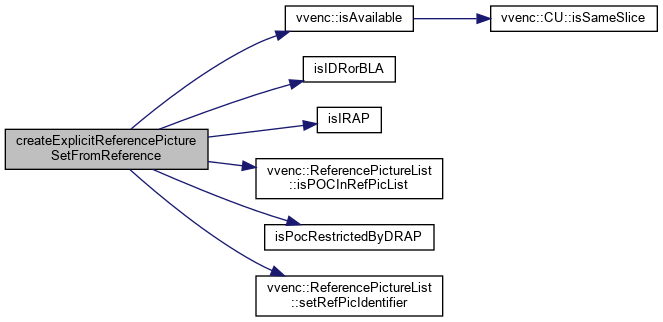 createExplicitReferencePicture
SetFromReference
vvenc::isAvailable
vvenc::CU::isSameSlice
isIDRorBLA
isIRAP
vvenc::ReferencePictureList
::isPOCInRefPicList
isPocRestrictedByDRAP
vvenc::ReferencePictureList
::setRefPicIdentifier